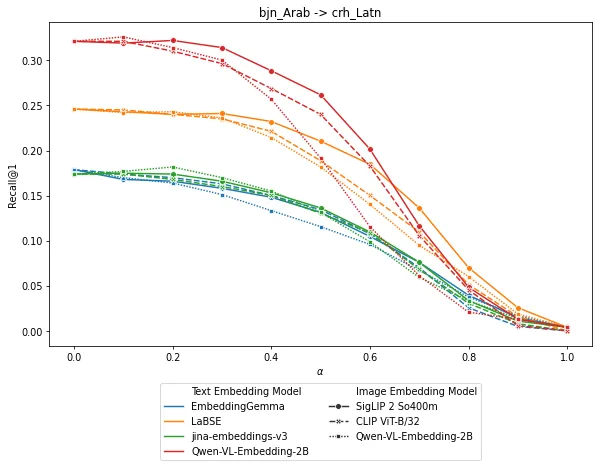 bjn_Arab -> crh_Latn
Recall@1
0.30
0.25
0.20
0.15
0.10
0.05
0.00
0.0 0.2 0.4 0.6 0.8 1.0
α
Text Embedding Model
EmbeddingGemma
LaBSE
jina-embeddings-v3
Qwen-VL-Embedding-2B
Image Embedding Model
SigLIP 2 So400m
CLIP ViT-B/32
Qwen-VL-Embedding-2B